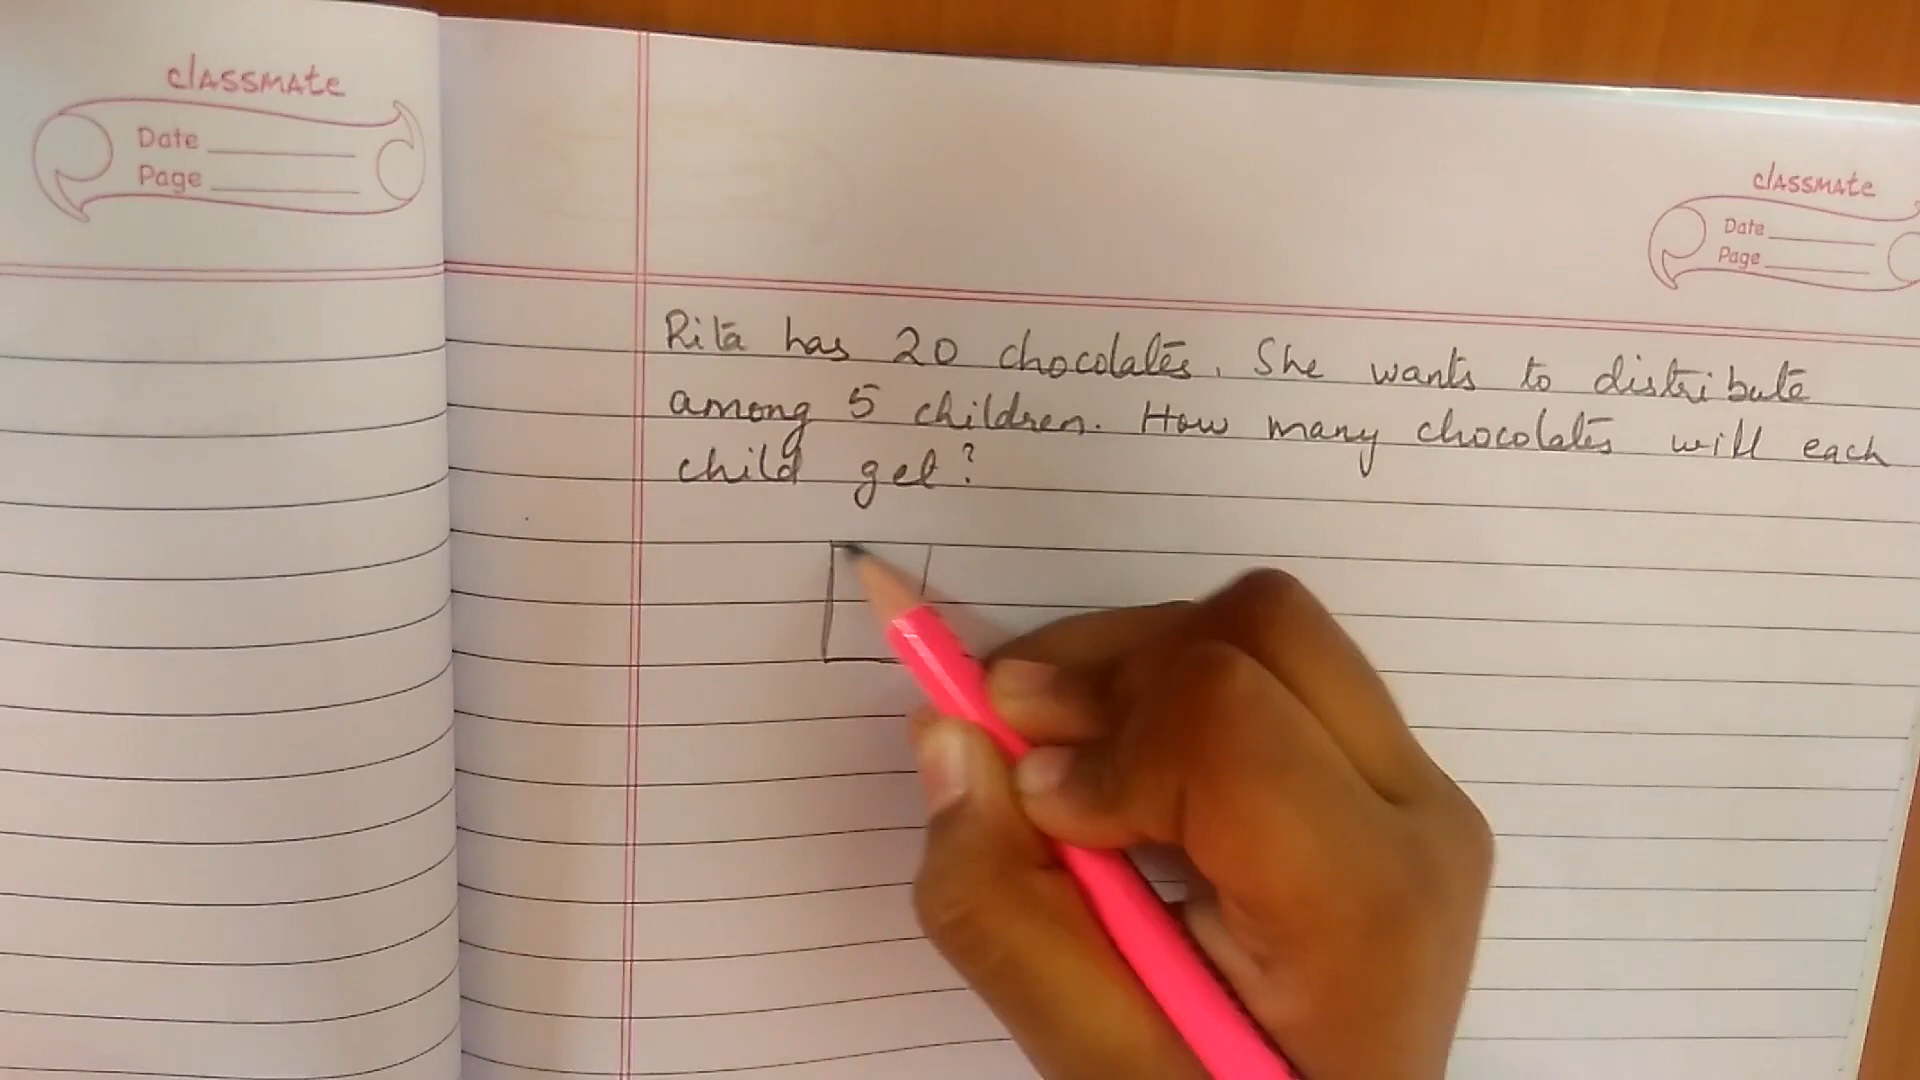 classmate
Date
Page
classmate
Date
Page
Rita has 20 chocolates. She wants to distribute
among 5 children. How many chocolates will each
child get?